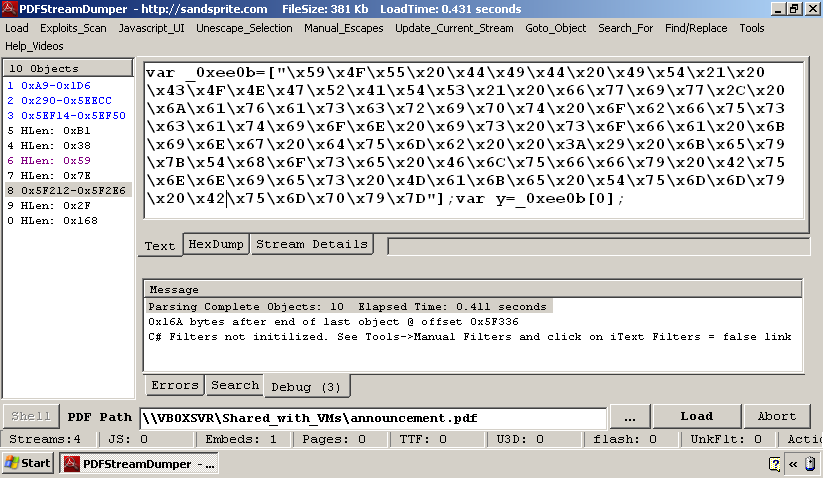 PDFStreamDumper - http://sandsprite.com    FileSize: 381 Kb    LoadTime: 0.431 seconds
Load Exploits_Scan Javascript_UI Unescape_Selection Manual_Escapes Update_Current_Stream Goto_Object Search_For Find/Replace Tools
Help_Videos
10 Objects
1 0xA9-0x1D6
2 0x290-0x5EECC
3 0x5EF14-0x5EF50
5 HLen: 0xB1
4 HLen: 0x38
6 HLen: 0x59
7 HLen: 0x7E
8 0x5F212-0x5F2E6
9 HLen: 0x2F
0 HLen: 0x168
var _0xee0b=["\x59\x4F\x55\x20\x44\x49\x44\x20\x49\x54\x21\x20
\x43\x4F\x4E\x47\x52\x41\x54\x53\x21\x20\x66\x77\x69\x77\x2C\x20
\x6A\x61\x76\x61\x73\x63\x72\x69\x70\x74\x20\x6F\x62\x66\x75\x73
\x63\x61\x74\x69\x6F\x6E\x20\x69\x73\x20\x73\x6F\x66\x61\x20\x6B
\x69\x6E\x67\x20\x64\x75\x6D\x62\x20\x20\x3A\x29\x20\x6B\x65\x79
\x7B\x54\x68\x6F\x73\x65\x20\x46\x6C\x75\x66\x66\x79\x20\x42\x75
\x6E\x6E\x69\x65\x73\x20\x4D\x61\x6B\x65\x20\x54\x75\x6D\x6D\x79
\x20\x42\x75\x6D\x70\x79\x7D"];var y=_0xee0b[0];
Text HexDump Stream Details
Message
Parsing Complete Objects: 10  Elapsed Time: 0.411 seconds
0x16A bytes after end of last object @ offset 0x5F336
C# Filters not initilized. See Tools->Manual Filters and click on iText Filters = false link
Errors Search Debug (3)
Shell PDF Path \\VBOXSVR\Shared_with_VMs\announcement.pdf ... Load Abort
Streams:4 JS: 0 Embeds: 1 Pages: 0 TTF: 0 U3D: 0 flash: 0 UnkFlt: 0 Actio
Start PDFStreamDumper - ... ? «